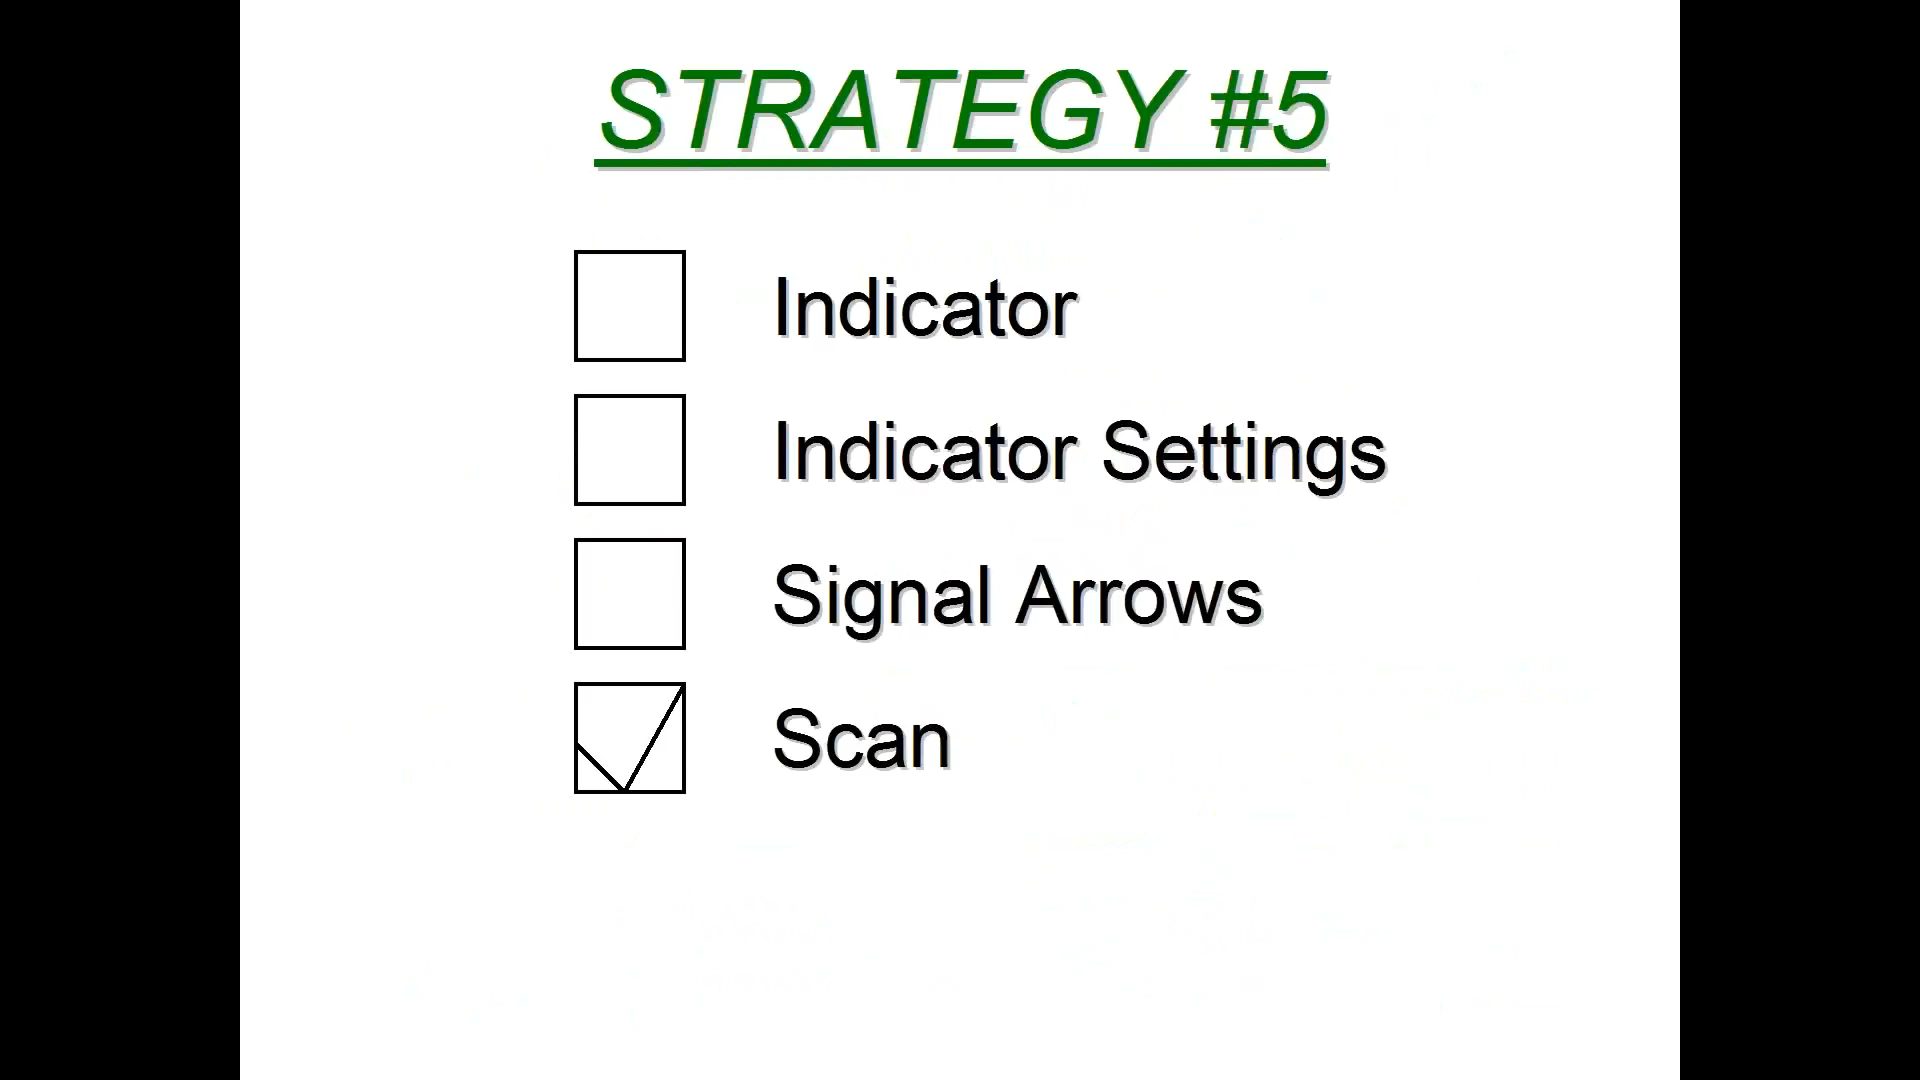 STRATEGY #5
Indicator
Indicator Settings
Signal Arrows
Scan